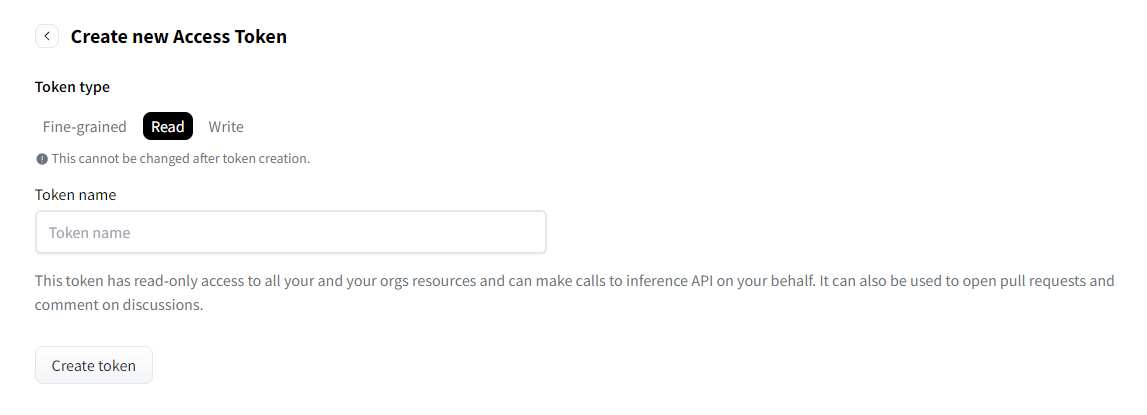 Create new Access Token
Token type
Fine-grained Read Write
This cannot be changed after token creation.
Token name
Token name
This token has read-only access to all your and your orgs resources and can make calls to inference API on your behalf. It can also be used to open pull requests and
comment on discussions.
Create token